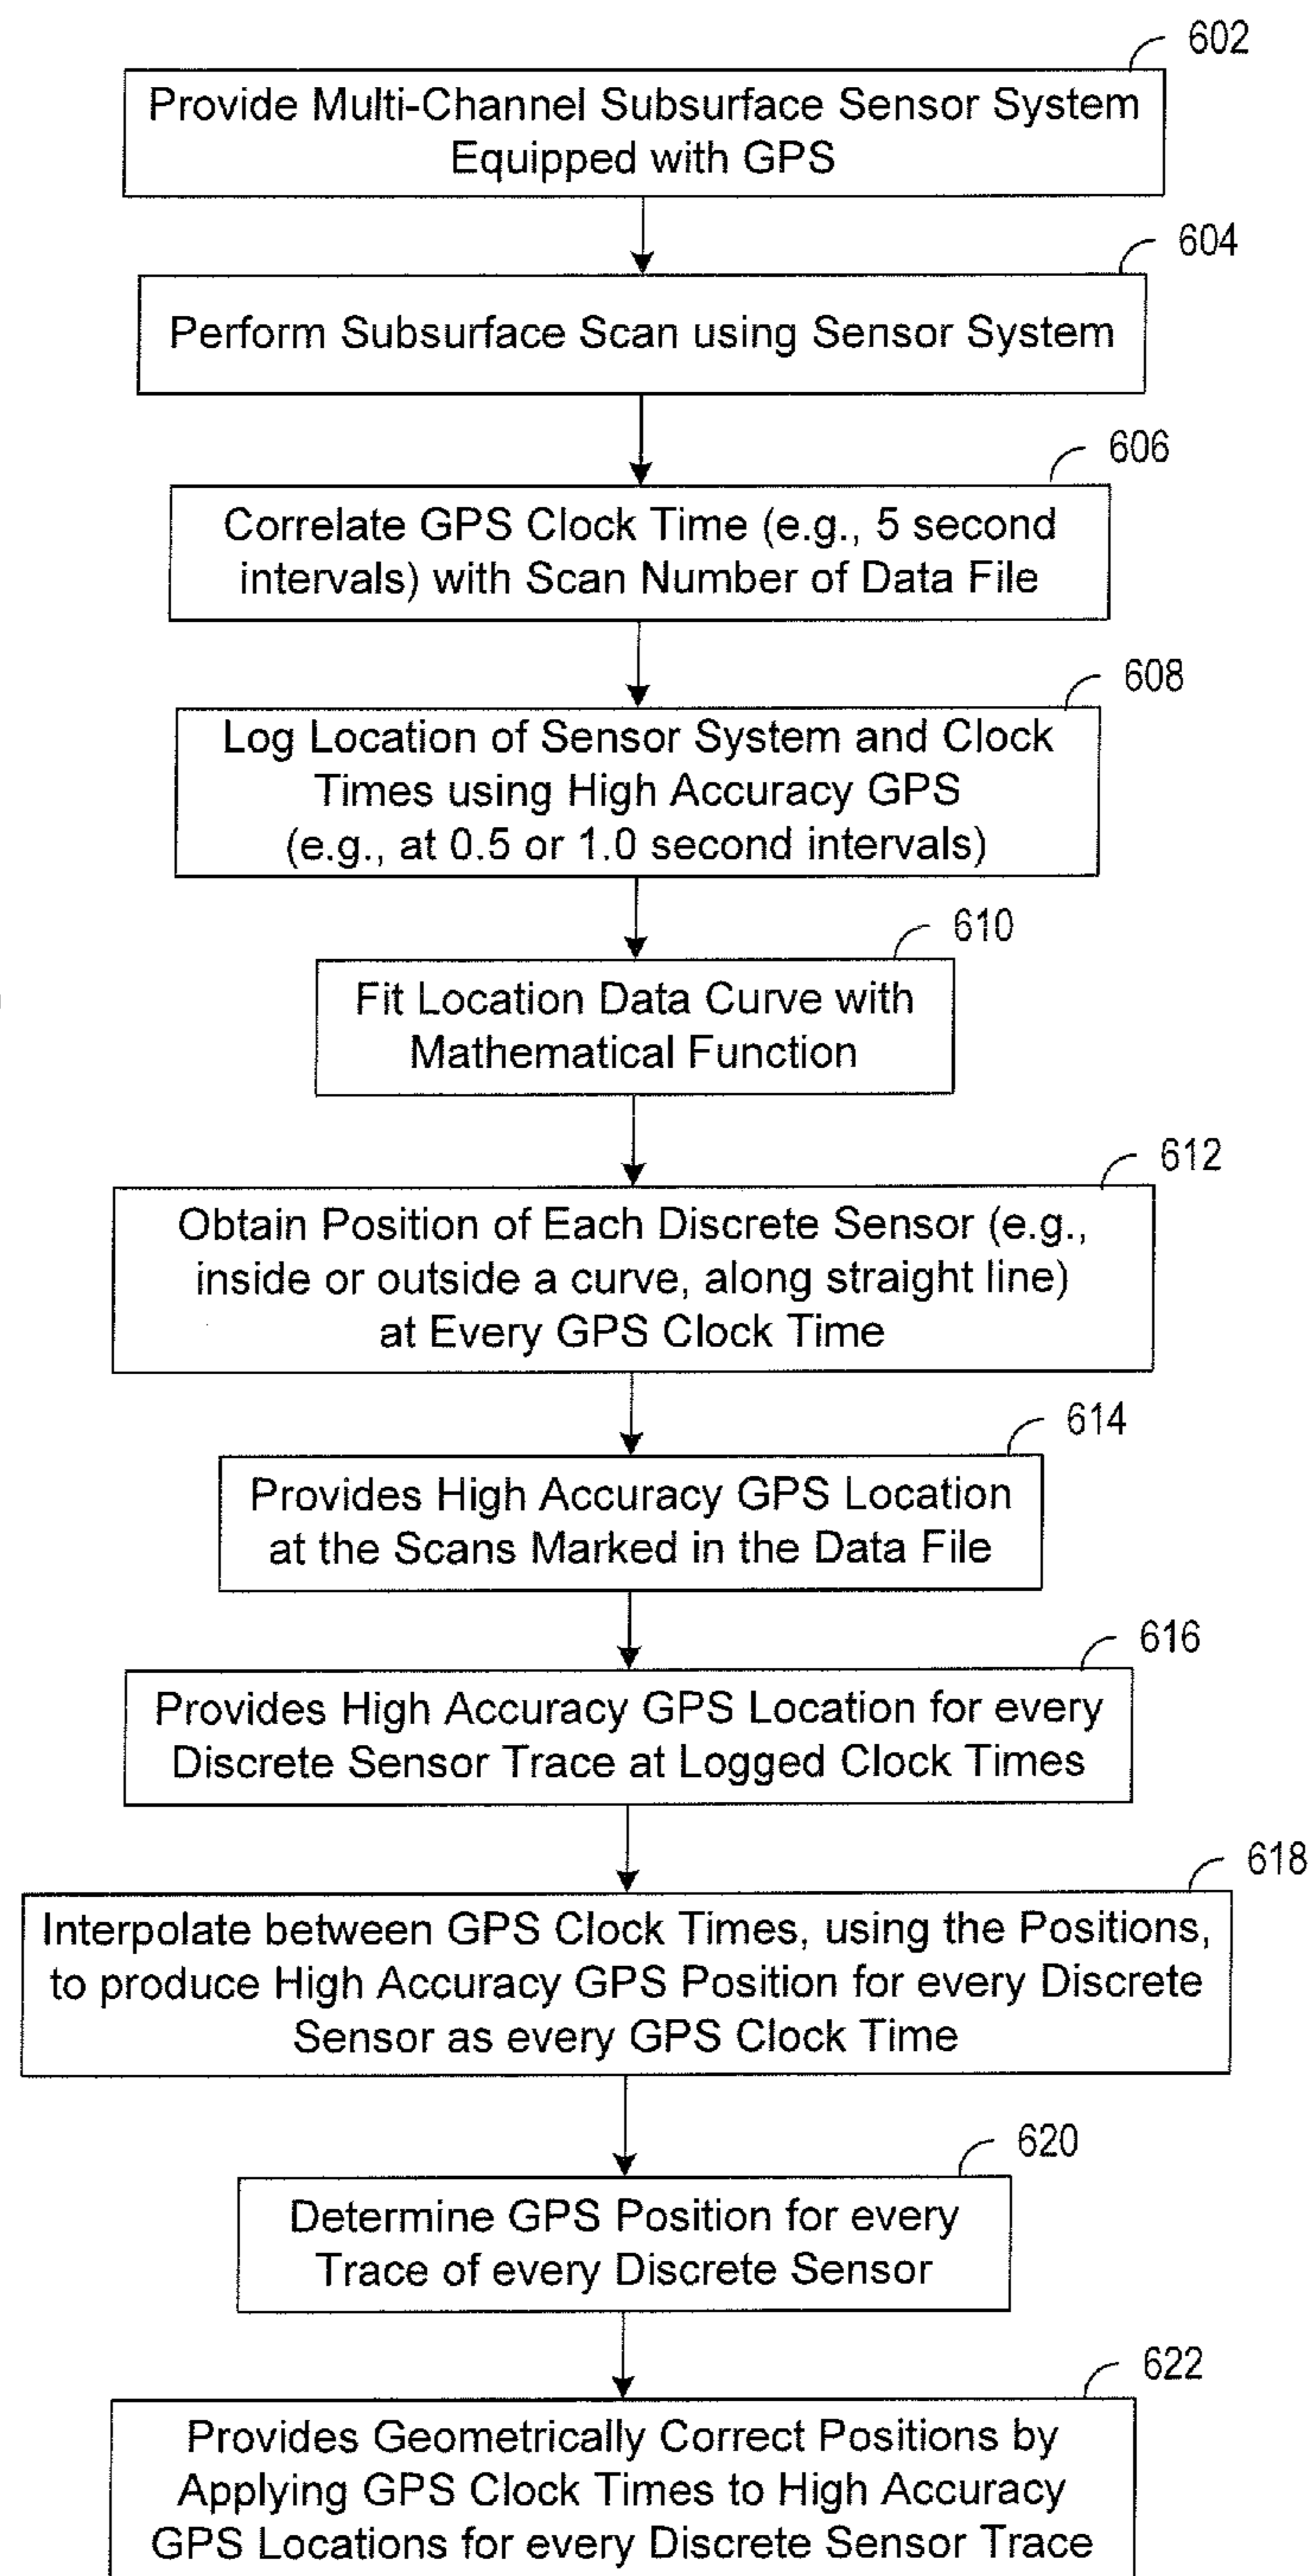 602
Provide Multi-Channel Subsurface Sensor System
Equipped with GPS
604
Perform Subsurface Scan using Sensor System
606
Correlate GPS Clock Time (e.g., 5 second
intervals) with Scan Number of Data File
608
Log Location of Sensor System and Clock
Times using High Accuracy GPS
(e.g., at 0.5 or 1.0 second intervals)
610
Fit Location Data Curve with
Mathematical Function
612
Obtain Position of Each Discrete Sensor (e.g.,
inside or outside a curve, along straight line)
at Every GPS Clock Time
614
Provides High Accuracy GPS Location
at the Scans Marked in the Data File
616
Provides High Accuracy GPS Location for every
Discrete Sensor Trace at Logged Clock Times
618
Interpolate between GPS Clock Times, using the Positions,
to produce High Accuracy GPS Position for every Discrete
Sensor as every GPS Clock Time
620
Determine GPS Position for every
Trace of every Discrete Sensor
622
Provides Geometrically Correct Positions by
Applying GPS Clock Times to High Accuracy
GPS Locations for every Discrete Sensor Trace